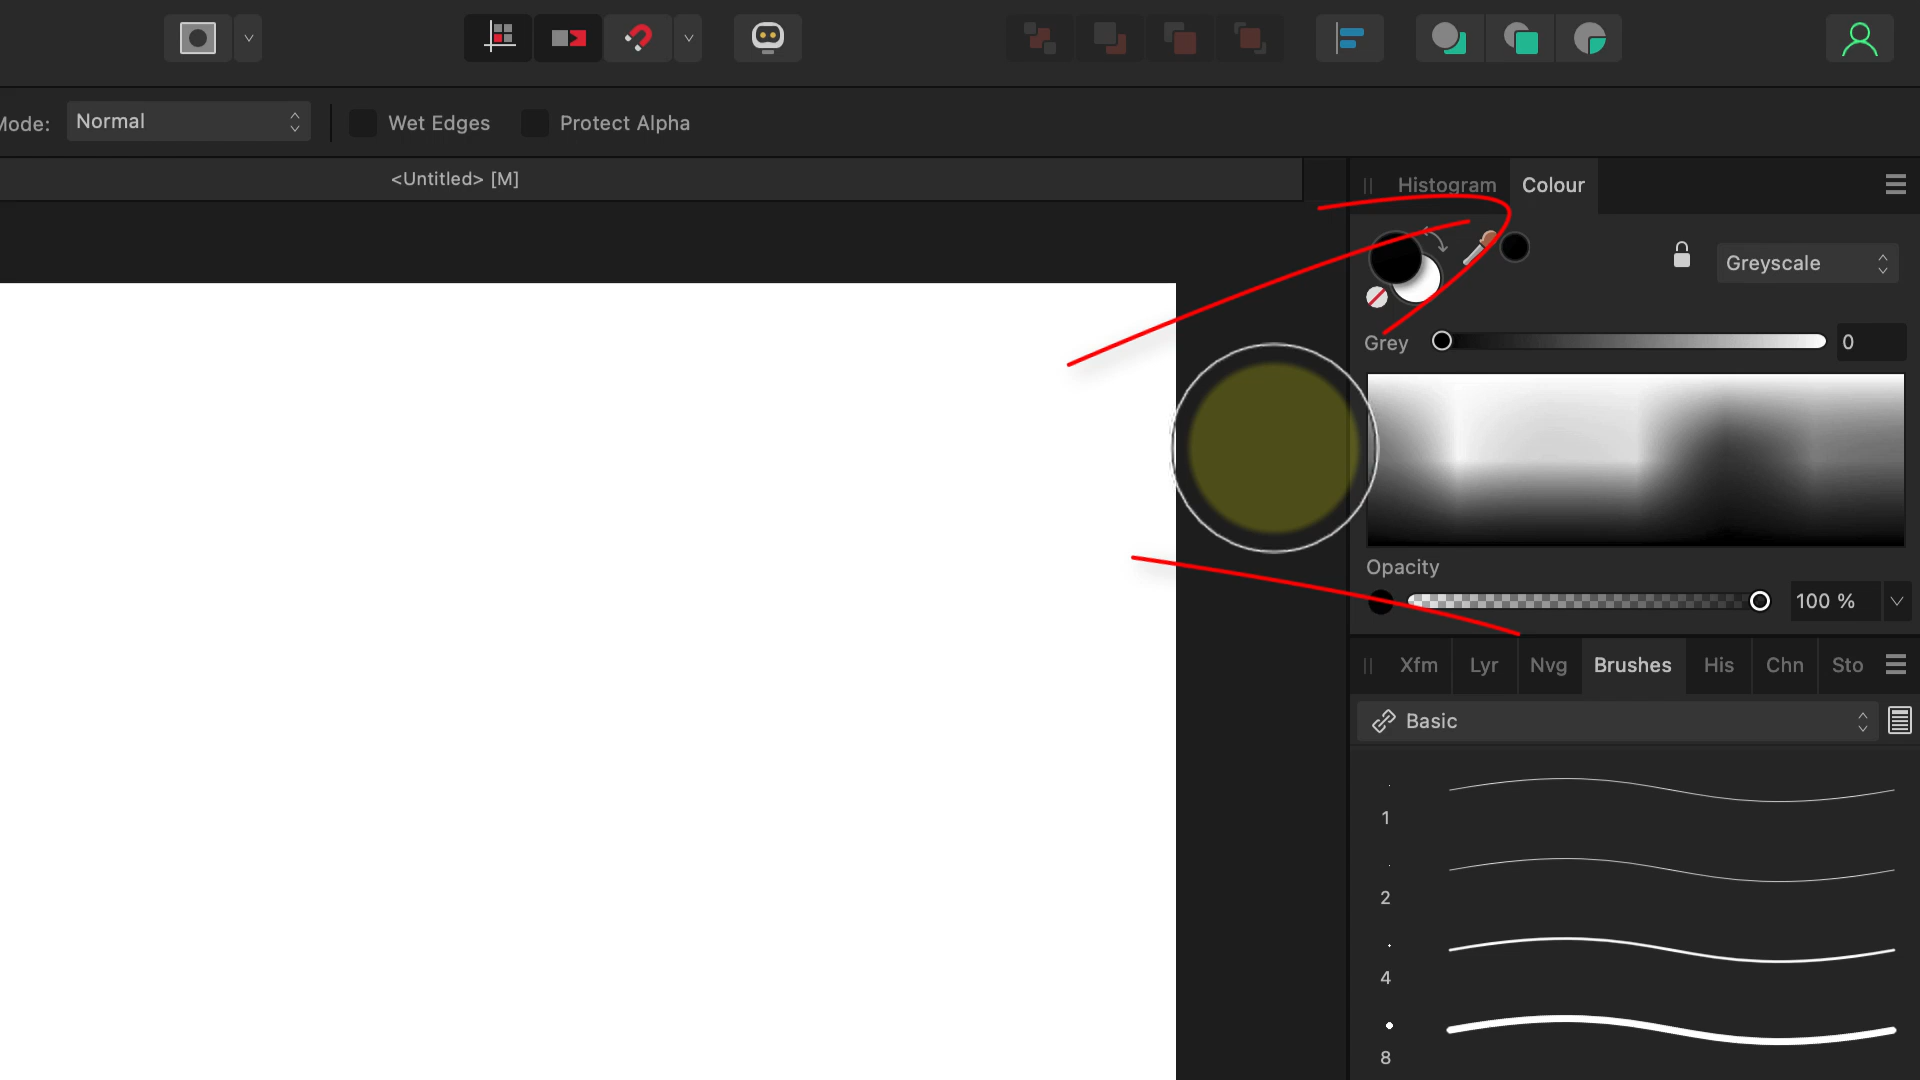 Mode: Normal Wet Edges Protect Alpha
<Untitled> [M]
Histogram Colour
Greyscale
Grey 0
Opacity
100 %
Xfm Lyr Nvg Brushes His Chn Sto
Basic
1
2
4
8